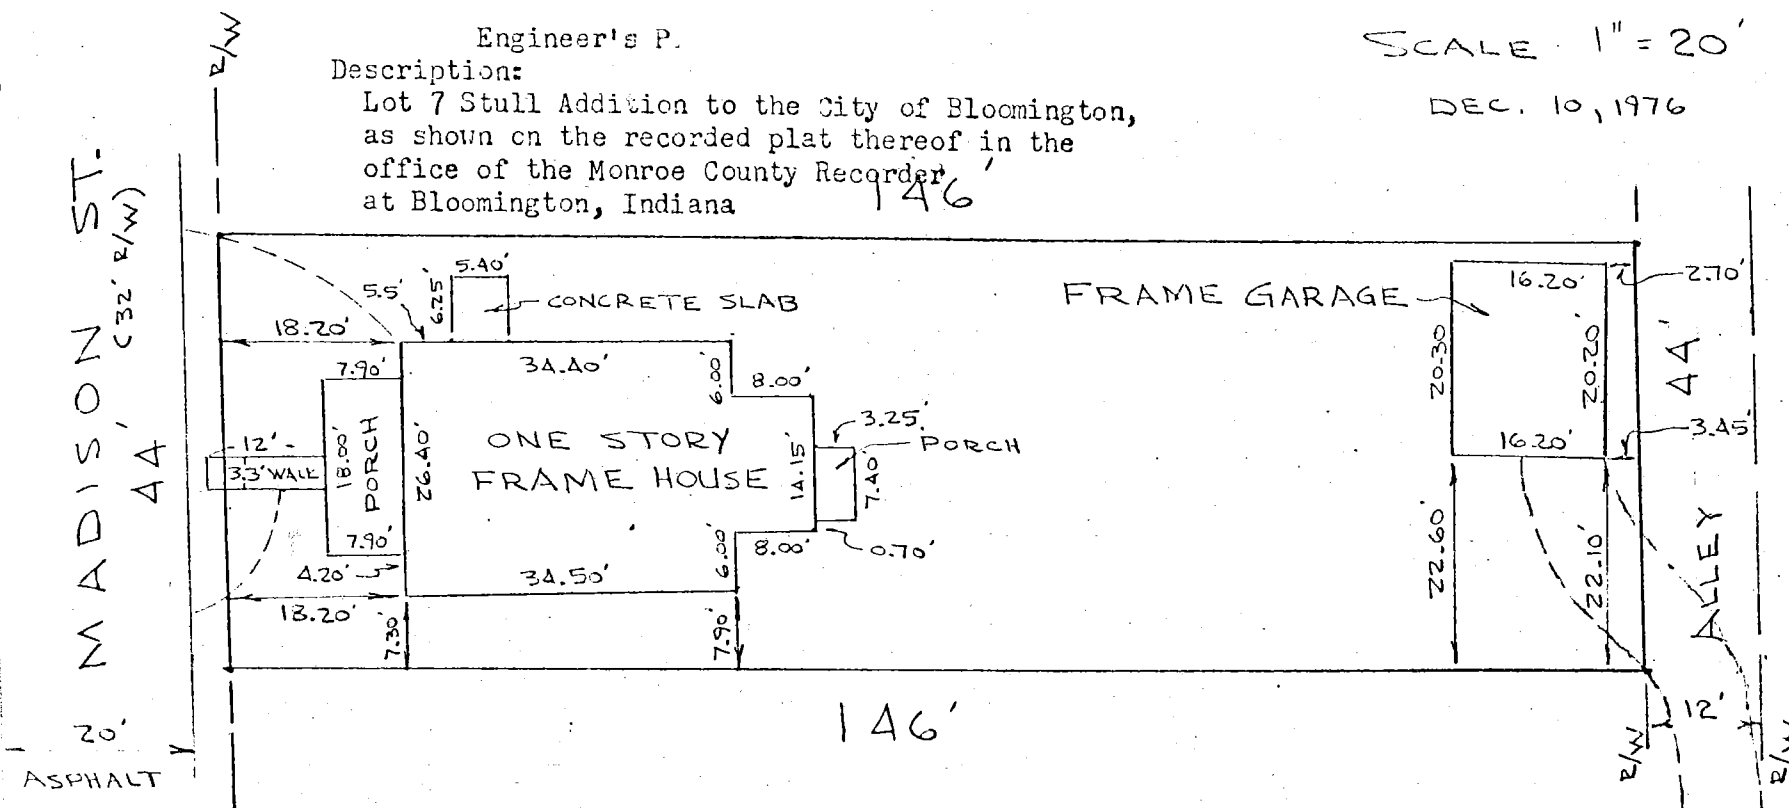 R/W
Engineer's P.
Description:
Lot 7 Stull Addition to the City of Bloomington,
as shown on the recorded plat thereof in the
office of the Monroe County Recorder
at Bloomington, Indiana
SCALE 1" = 20'
DEC. 10, 1976
146'
MADISON ST.
(32' R/W)
44'
5.40'
5.5'
6.25'
CONCRETE SLAB
18.20'
7.90'
34.40'
6.00'
8.00'
3.25'
PORCH
12'
3.3' WALK
18.00'
PORCH
26.40'
ONE STORY
FRAME HOUSE
14.15'
7.40'
7.90'
4.20'
34.50'
6.00'
8.00'
0.70'
18.20'
7.30'
7.90'
FRAME GARAGE
16.20'
2.70'
20.30
20.20'
44'
16.20'
3.45'
22.60'
22.10'
ALLEY
146'
20'
ASPHALT
R/W
12'
R/W